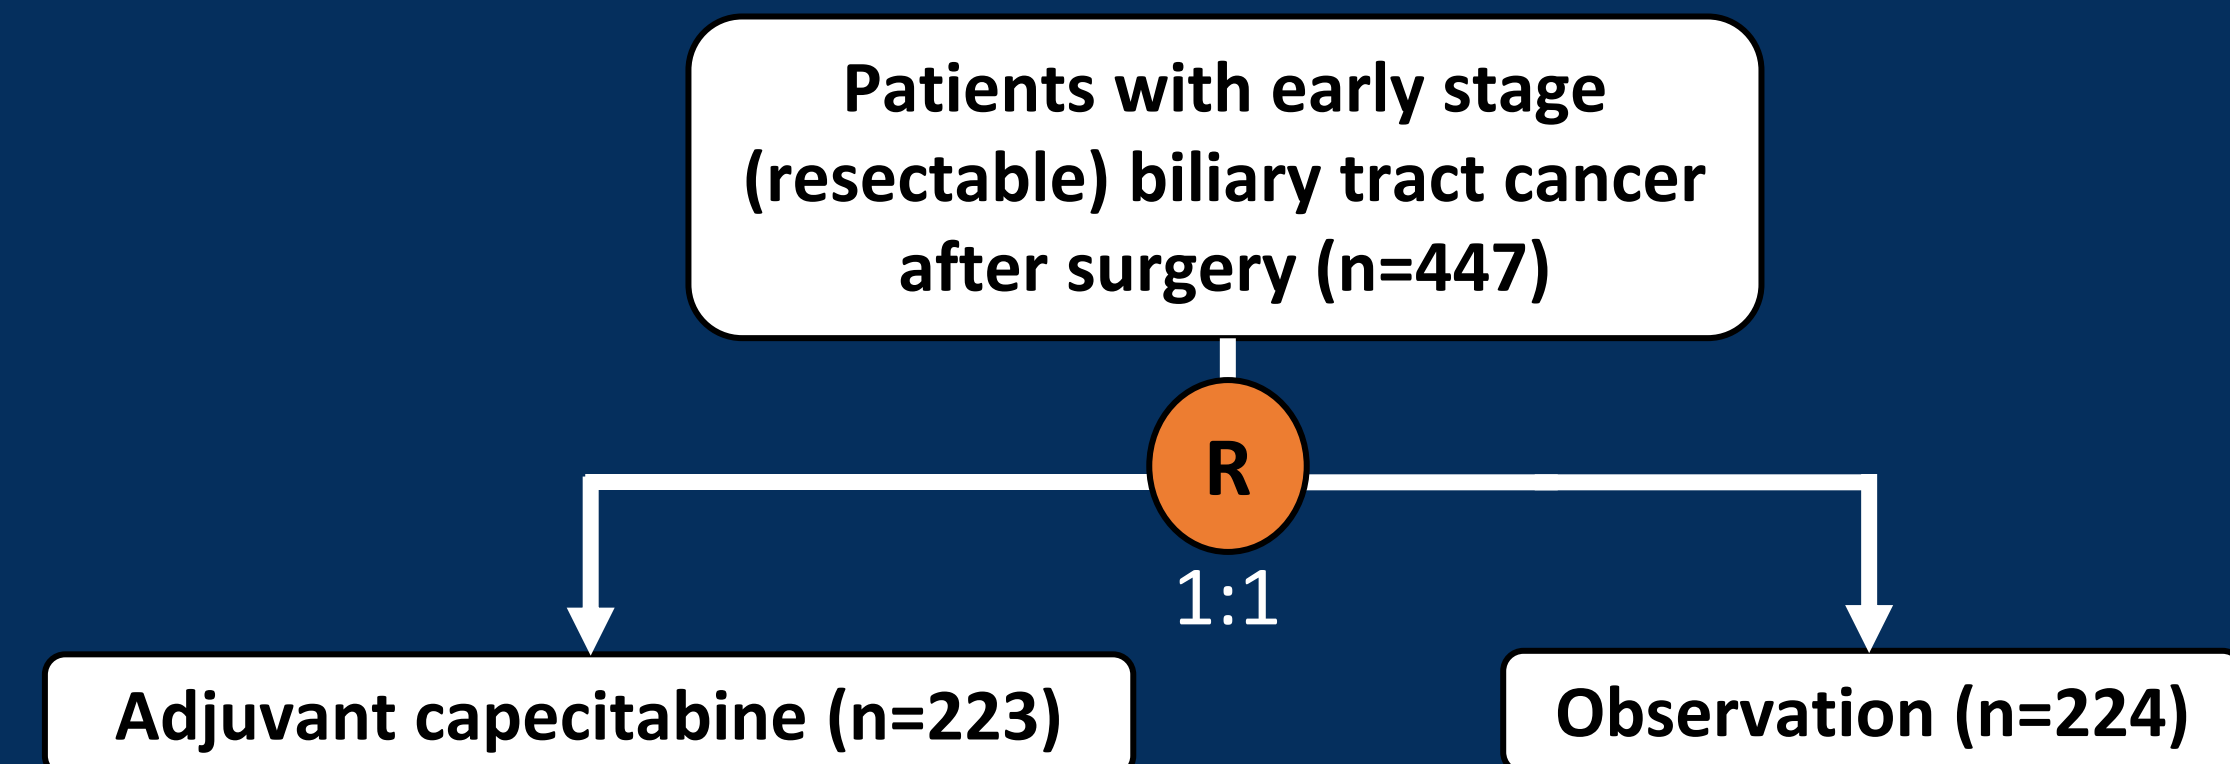 Patients with early stage
(resectable) biliary tract cancer
after surgery (n=447)
R
1:1
Adjuvant capecitabine (n=223)
Observation (n=224)